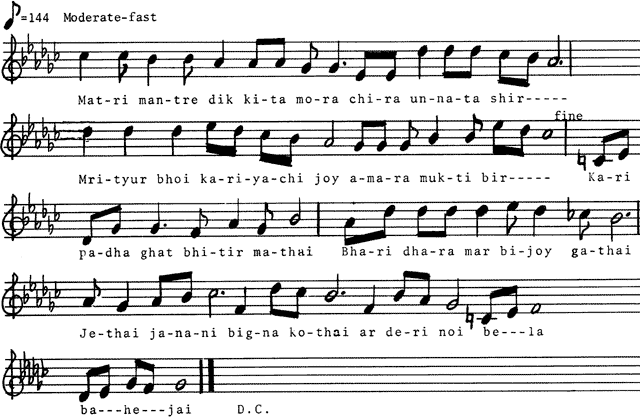 ♪=144 Moderate-fast
Mat-ri man-tre dik ki-ta mo-ra chi-ra un-na-ta shir-----
fine
Mri-tyur bhoi ka-ri-ya-chi joy a-ma-ra muk-ti bir----- Ka-ri
pa-dha ghat bhi-tir ma-thai Bha-ri dha-ra mar bi-joy ga-thai
Je-thai ja-na-ni big-na ko-thai ar de-ri noi be---la
ba---he---jai D.C.